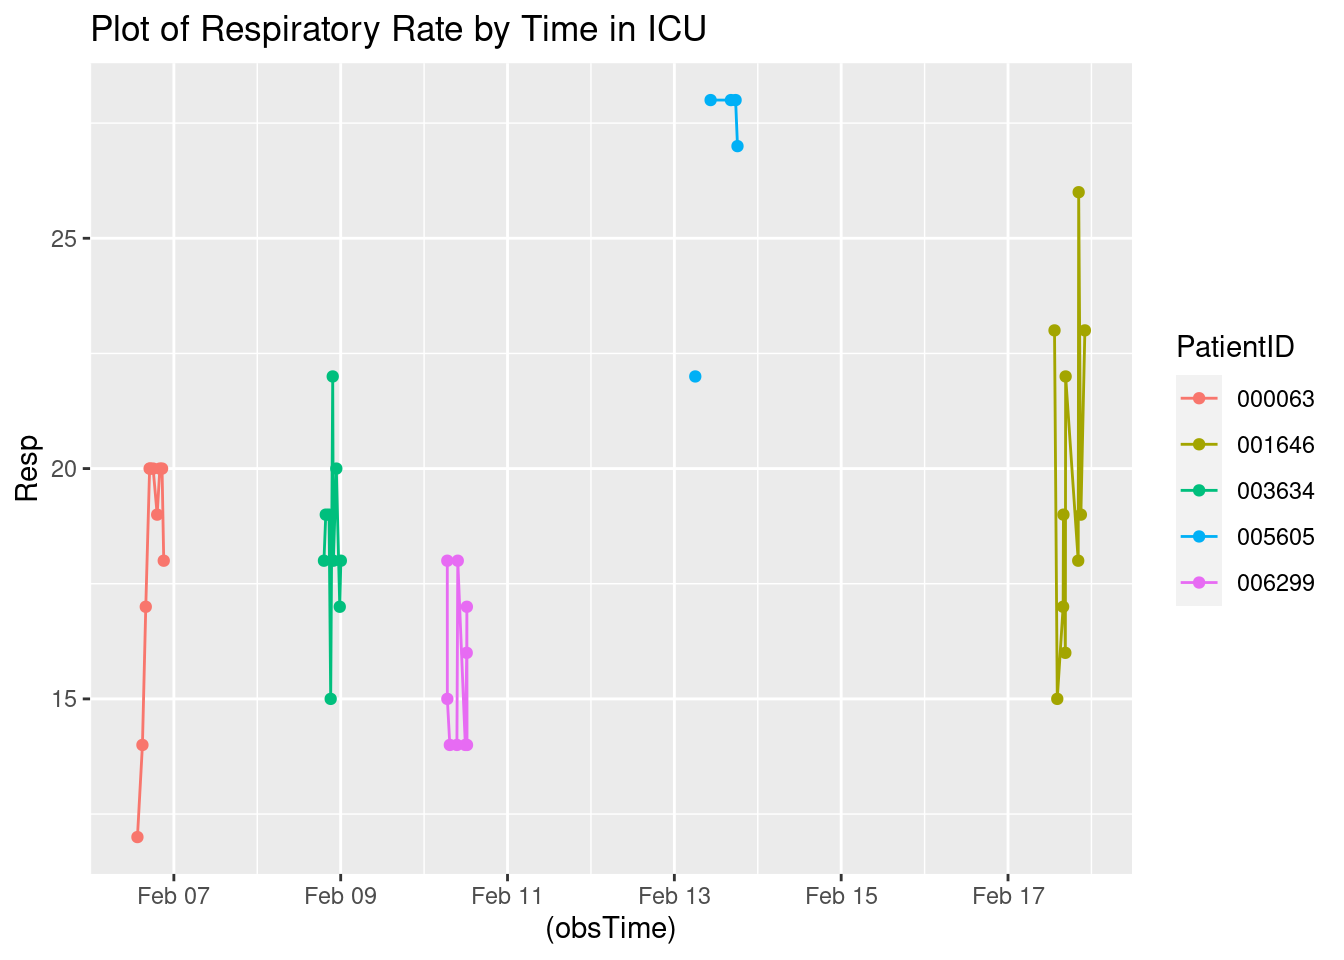 Plot of Respiratory Rate by Time in ICU
Resp
25
20
15
Feb 07
Feb 09
Feb 11
Feb 13
Feb 15
Feb 17
(obsTime)
PatientID
000063
001646
003634
005605
006299